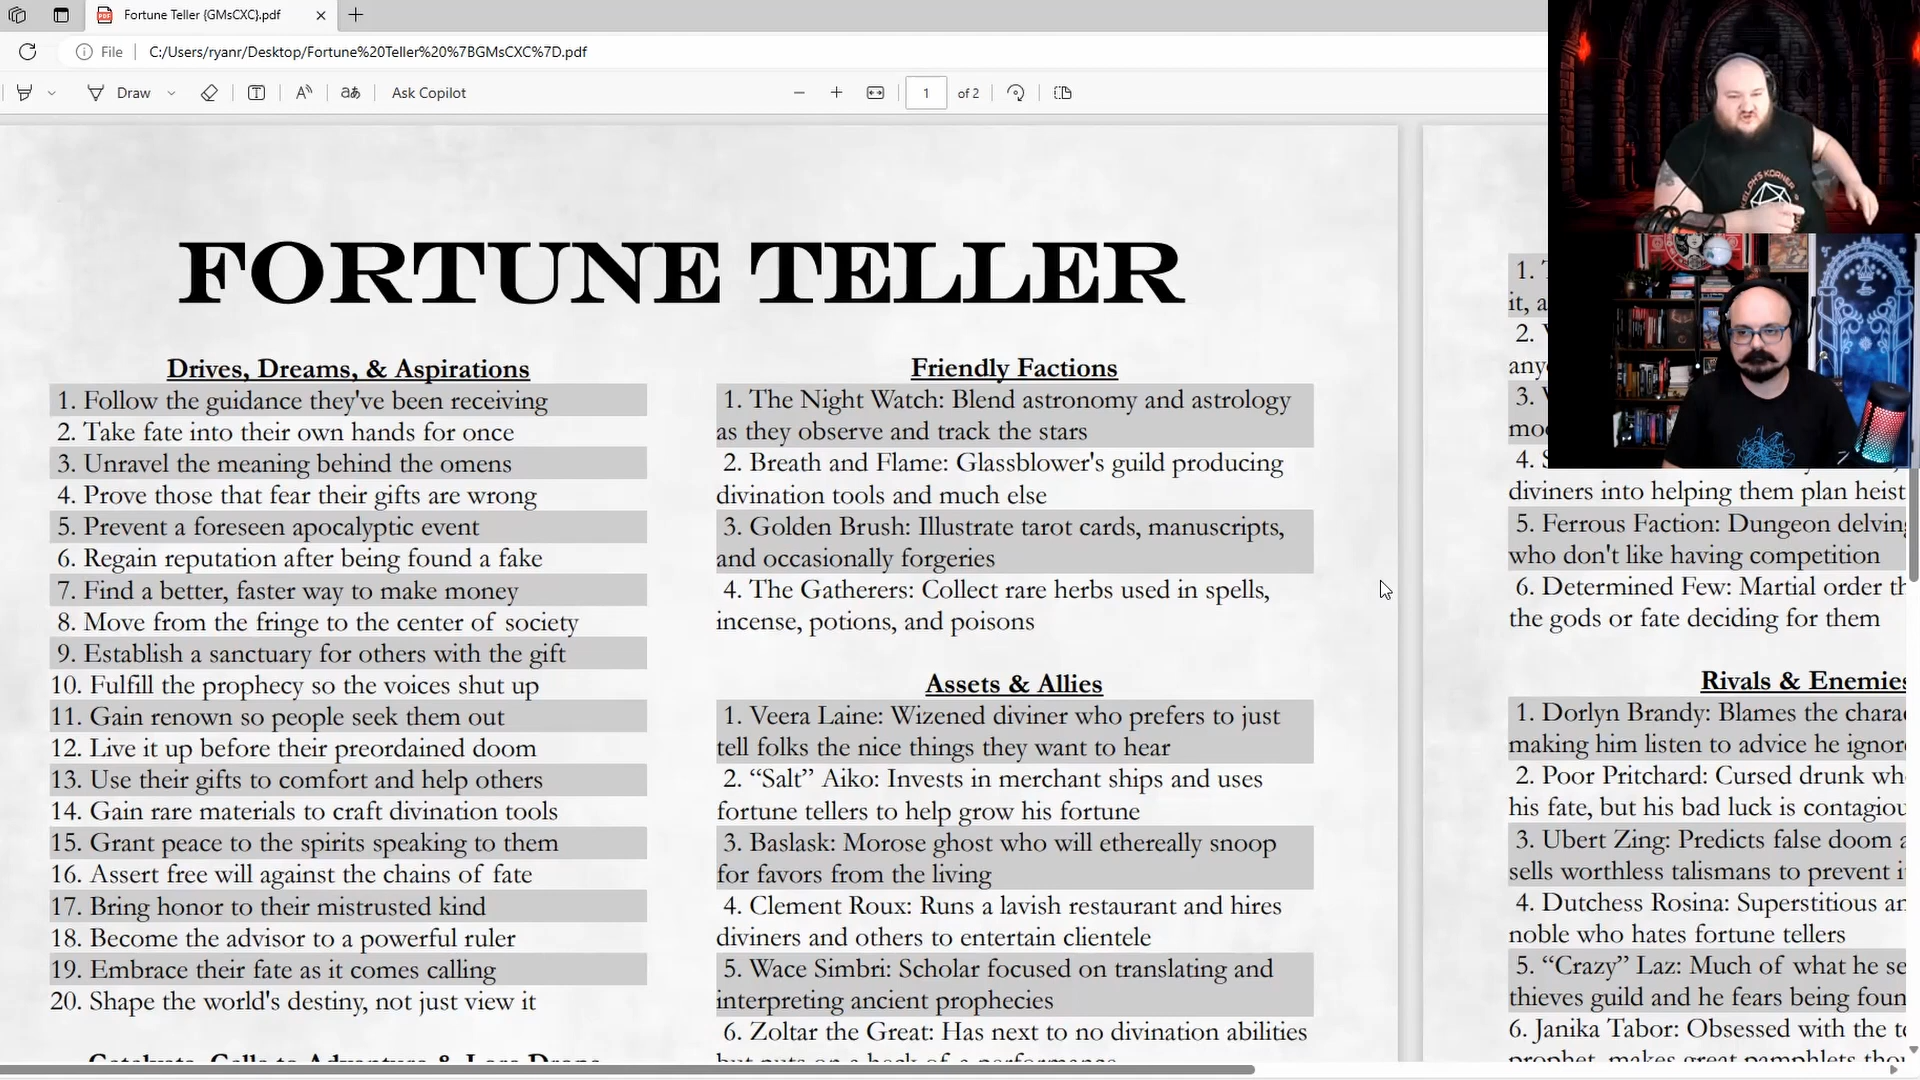 Fortune Teller {GMsCXC}.pdf
File
C:/Users/ryanr/Desktop/Fortune%20Teller%20%7BGMsCXC%7D.pdf
Draw
Ask Copilot
1 of 2
FORTUNE TELLER
Drives, Dreams, & Aspirations
1. Follow the guidance they've been receiving
2. Take fate into their own hands for once
3. Unravel the meaning behind the omens
4. Prove those that fear their gifts are wrong
5. Prevent a foreseen apocalyptic event
6. Regain reputation after being found a fake
7. Find a better, faster way to make money
8. Move from the fringe to the center of society
9. Establish a sanctuary for others with the gift
10. Fulfill the prophecy so the voices shut up
11. Gain renown so people seek them out
12. Live it up before their preordained doom
13. Use their gifts to comfort and help others
14. Gain rare materials to craft divination tools
15. Grant peace to the spirits speaking to them
16. Assert free will against the chains of fate
17. Bring honor to their mistrusted kind
18. Become the advisor to a powerful ruler
19. Embrace their fate as it comes calling
20. Shape the world's destiny, not just view it
Friendly Factions
1. The Night Watch: Blend astronomy and astrology
as they observe and track the stars
2. Breath and Flame: Glassblower's guild producing
divination tools and much else
3. Golden Brush: Illustrate tarot cards, manuscripts,
and occasionally forgeries
4. The Gatherers: Collect rare herbs used in spells,
incense, potions, and poisons
Assets & Allies
1. Veera Laine: Wizened diviner who prefers to just
tell folks the nice things they want to hear
2. “Salt” Aiko: Invests in merchant ships and uses
fortune tellers to help grow his fortune
3. Baslask: Morose ghost who will ethereally snoop
for favors from the living
4. Clement Roux: Runs a lavish restaurant and hires
diviners and others to entertain clientele
5. Wace Simbri: Scholar focused on translating and
interpreting ancient prophecies
6. Zoltar the Great: Has next to no divination abilities
1.
it,
2.
3.
4.
diviners into helping them plan heist
5. Ferrous Faction: Dungeon
who don't like having competition
6. Determined Few: Martial order
the gods or fate deciding for them
Rivals & Enemies
1. Dorlyn Brandy: Blames the
making him listen to advice he
2. Poor Pritchard: Cursed drunk
his fate, but his bad luck is
3. Ubert Zing: Predicts false doom
sells worthless talismans to prevent
4. Dutchess Rosina: Superstitious
noble who hates fortune tellers
5. “Crazy” Laz: Much of what he
thieves guild and he fears being
6. Janika Tabor: Obsessed with the